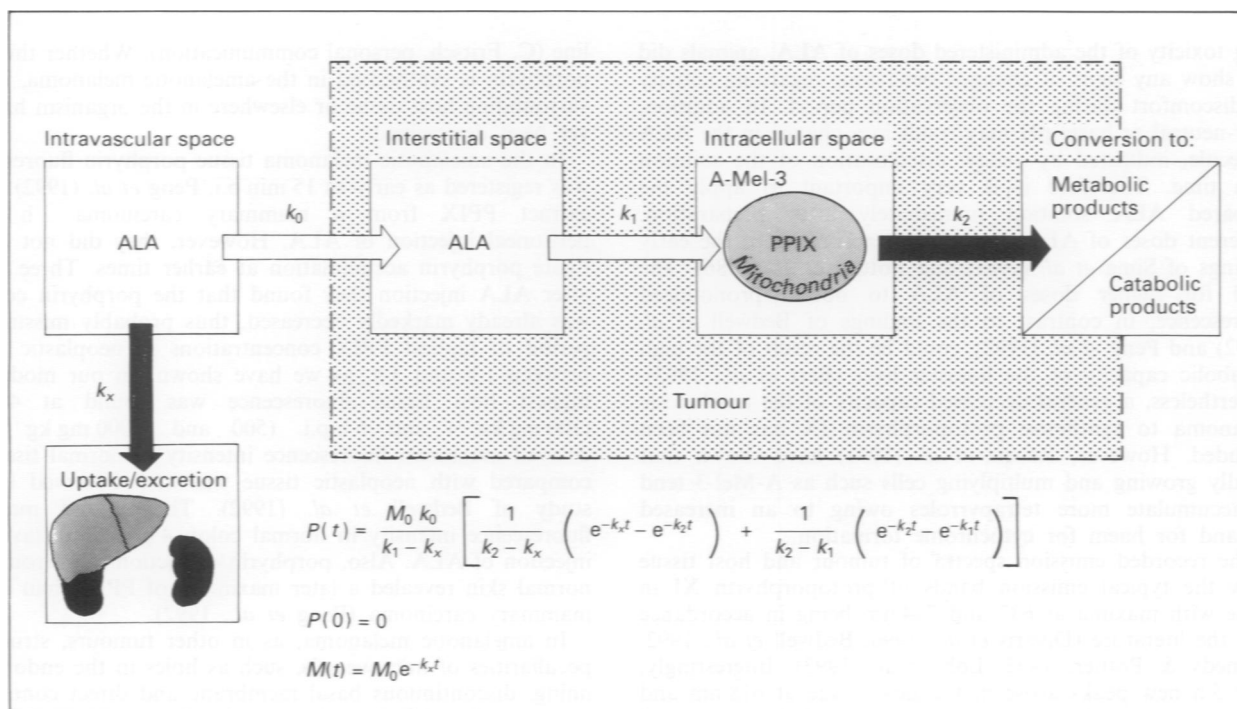 Intravascular space
Interstitial space
Intracellular space
Conversion to:
A-Mel-3
Metabolic
products
k₀
k₁
k₂
ALA
ALA
PPIX
Mitochondria
Catabolic
products
kₓ
Tumour
Uptake/excretion
P(t) = M₀ k₀ / (k₁ − kₓ) [ 1 / (k₂ − kₓ) ( e^(−kₓt) − e^(−k₂t) ) + 1 / (k₂ − k₁) ( e^(−k₂t) − e^(−k₁t) ) ]
P(0) = 0
M(t) = M₀e^(−kₓt)